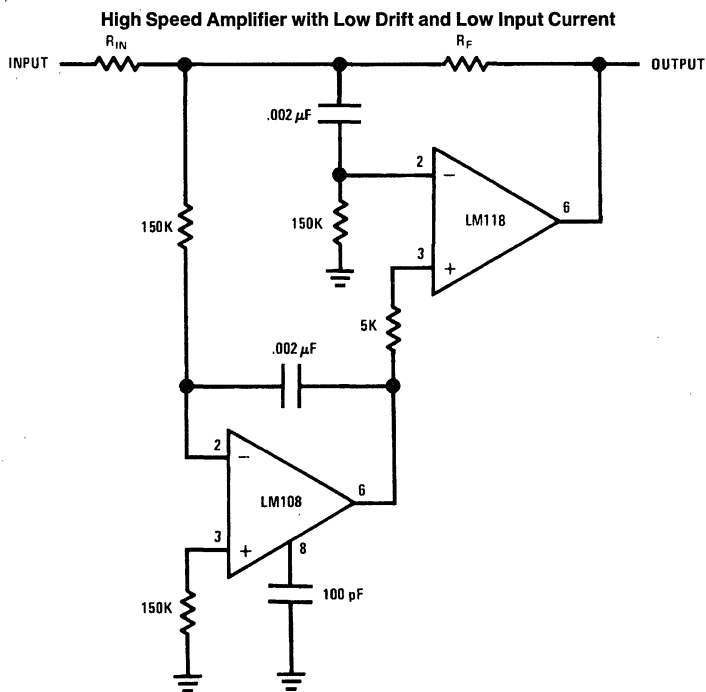 High Speed Amplifier with Low Drift and Low Input Current
R_IN
R_F
INPUT
OUTPUT
.002 µF
2
−
LM118
6
150K
150K
3
+
5K
.002 µF
2
−
6
LM108
3
+
8
150K
100 pF